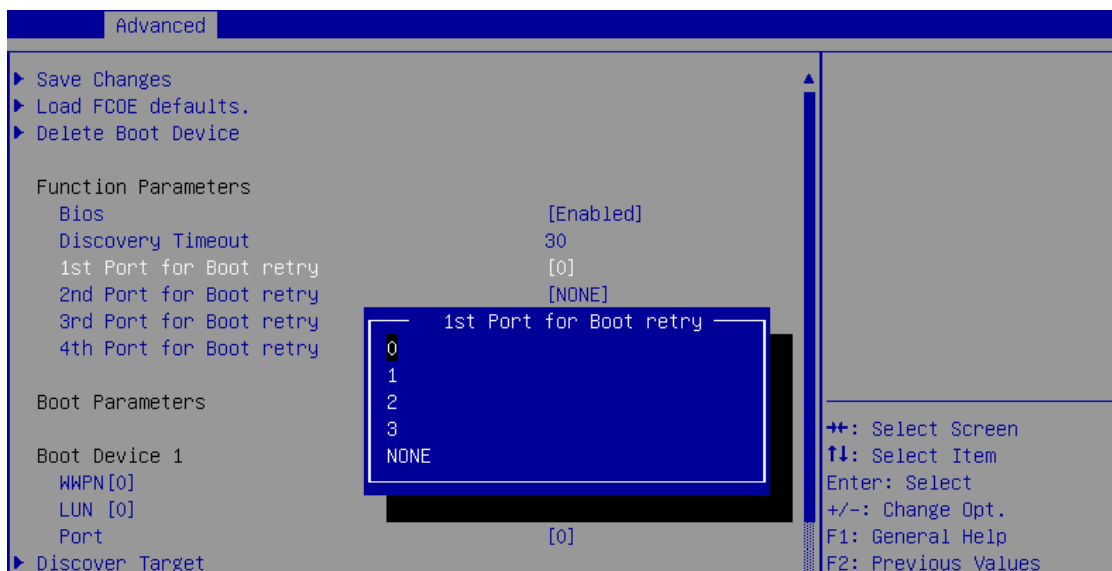 Advanced
Save Changes
Load FCOE defaults.
Delete Boot Device
Function Parameters
Bios [Enabled]
Discovery Timeout 30
1st Port for Boot retry [0]
2nd Port for Boot retry [NONE]
3rd Port for Boot retry
4th Port for Boot retry
1st Port for Boot retry
0
1
2
3
NONE
Boot Parameters
Boot Device 1
WWPN[0]
LUN [0]
Port [0]
Discover Target
→←: Select Screen
↑↓: Select Item
Enter: Select
+/-: Change Opt.
F1: General Help
F2: Previous Values